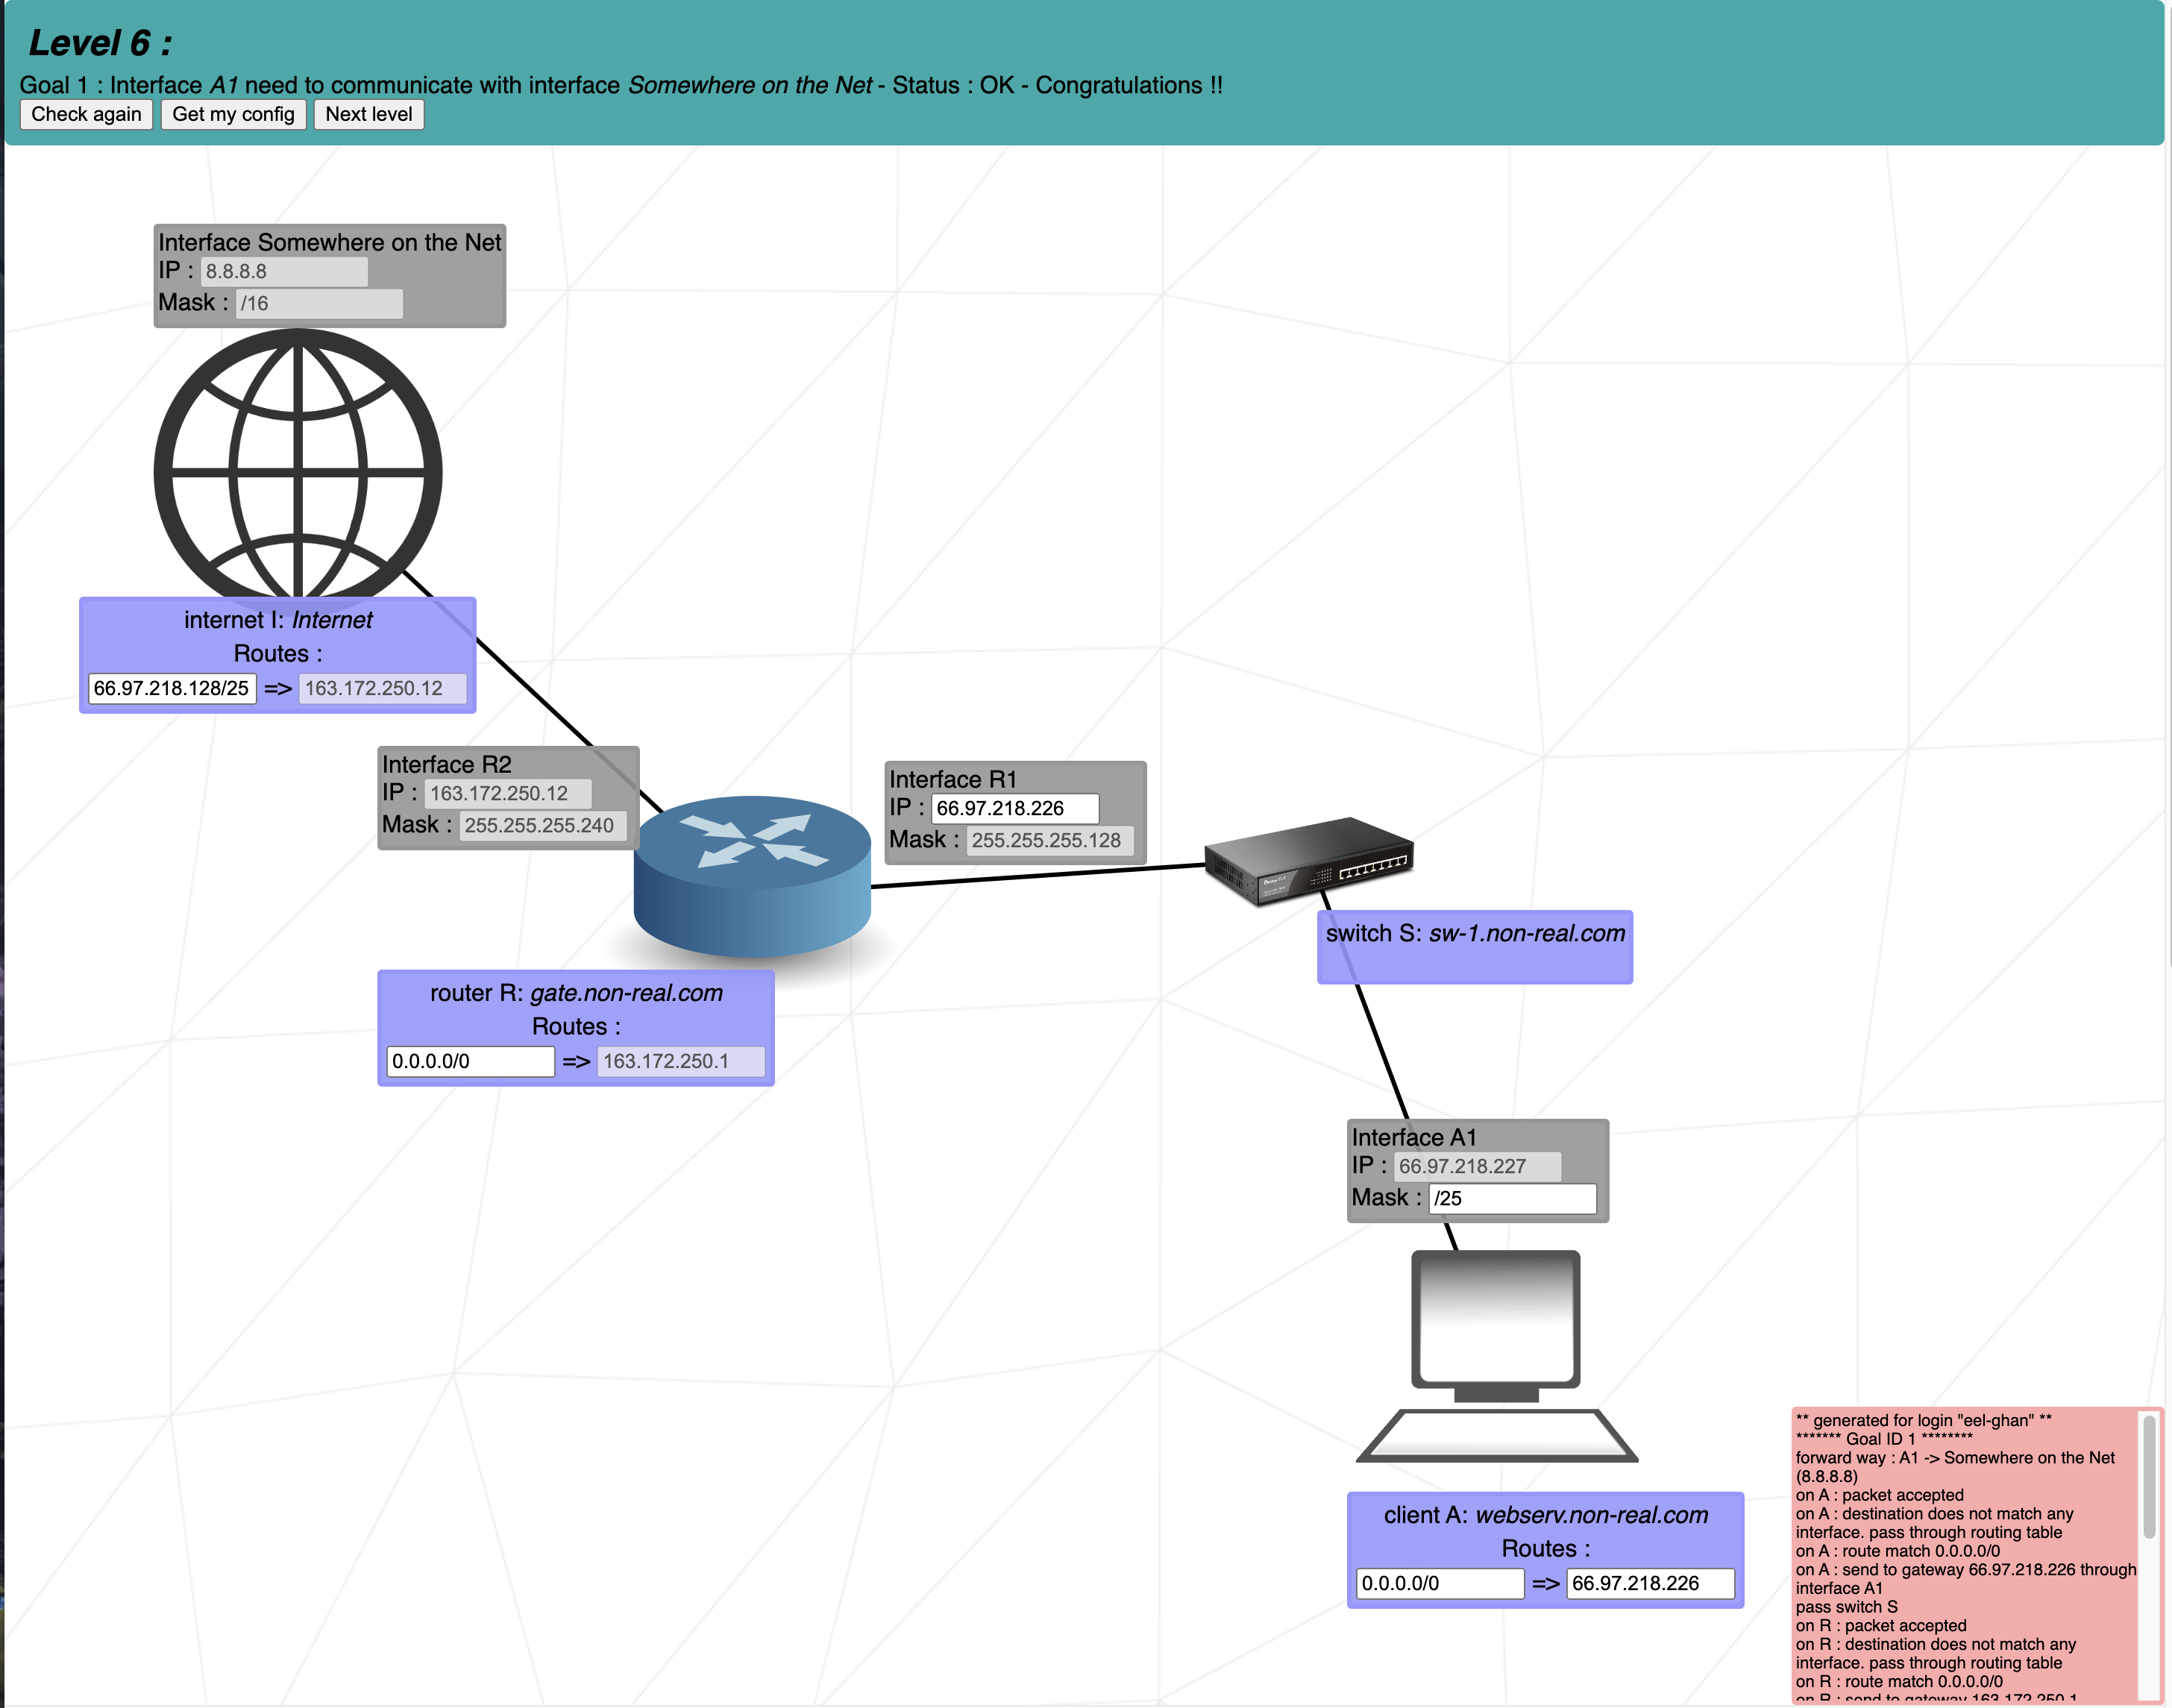 Level 6 :
Goal 1 : Interface A1 need to communicate with interface Somewhere on the Net - Status : OK - Congratulations !!
Check again Get my config Next level
Interface Somewhere on the Net
IP : 8.8.8.8
Mask : /16
internet I: Internet
Routes :
66.97.218.128/25 => 163.172.250.12
Interface R2
IP : 163.172.250.12
Mask : 255.255.255.240
Interface R1
IP : 66.97.218.226
Mask : 255.255.255.128
switch S: sw-1.non-real.com
router R: gate.non-real.com
Routes :
0.0.0.0/0 => 163.172.250.1
Interface A1
IP : 66.97.218.227
Mask : /25
client A: webserv.non-real.com
Routes :
0.0.0.0/0 => 66.97.218.226
** generated for login "eel-ghan" **
******* Goal ID 1 ********
forward way : A1 -> Somewhere on the Net
(8.8.8.8)
on A : packet accepted
on A : destination does not match any
interface. pass through routing table
on A : route match 0.0.0.0/0
on A : send to gateway 66.97.218.226 through
interface A1
pass switch S
on R : packet accepted
on R : destination does not match any
interface. pass through routing table
on R : route match 0.0.0.0/0
on R : send to gateway 163.172.250.1